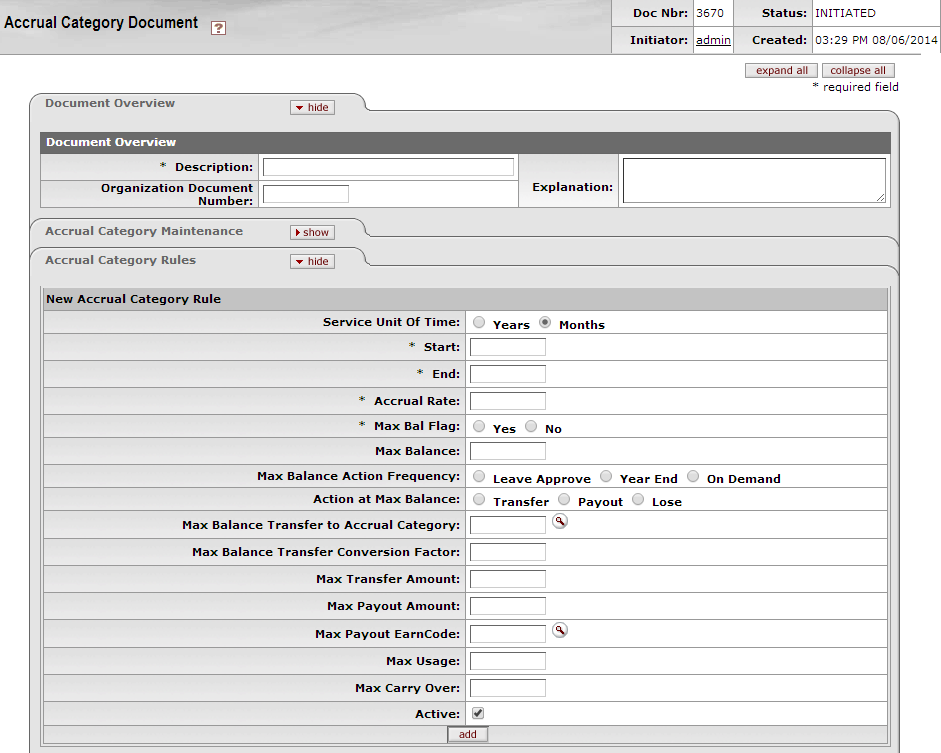 Accrual Category Document ?
Doc Nbr: 3670 Status: INITIATED
Initiator: admin Created: 03:29 PM 08/06/2014
expand all collapse all
* required field
Document Overview hide
Document Overview
* Description:
Organization Document
Number:
Explanation:
Accrual Category Maintenance show
Accrual Category Rules hide
New Accrual Category Rule
Service Unit Of Time: Years Months
* Start:
* End:
* Accrual Rate:
* Max Bal Flag: Yes No
Max Balance:
Max Balance Action Frequency: Leave Approve Year End On Demand
Action at Max Balance: Transfer Payout Lose
Max Balance Transfer to Accrual Category:
Max Balance Transfer Conversion Factor:
Max Transfer Amount:
Max Payout Amount:
Max Payout EarnCode:
Max Usage:
Max Carry Over:
Active:
add